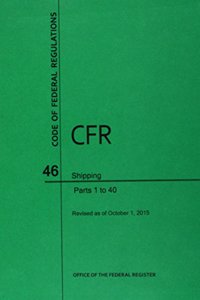 CODE OF FEDERAL REGULATIONS
CFR
46
Shipping
Parts 1 to 40
Revised as of October 1, 2015
OFFICE OF THE FEDERAL REGISTER